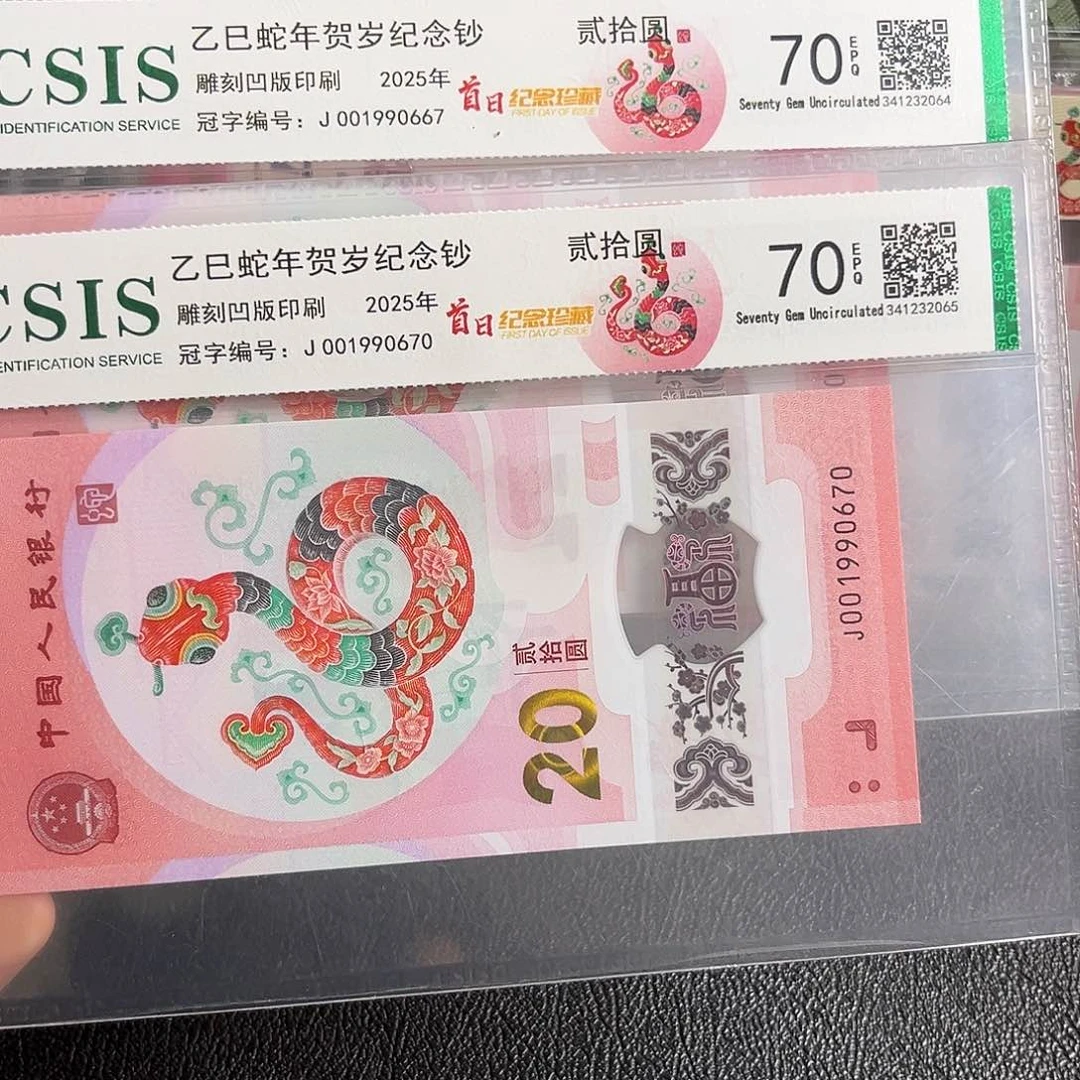 CSIS
IDENTIFICATION SERVICE
乙巳蛇年贺岁纪念钞
雕刻凹版印刷 2025年
冠字编号：J 001990667
首日纪念珍藏
FIRST DAY OF ISSUE
贰拾圆
70 EPQ
Seventy Gem Uncirculated 341232064
CSIS
IDENTIFICATION SERVICE
乙巳蛇年贺岁纪念钞
雕刻凹版印刷 2025年
冠字编号：J 001990670
首日纪念珍藏
FIRST DAY OF ISSUE
贰拾圆
70 EPQ
Seventy Gem Uncirculated 341232065
CSIS CSIS CSIS
中国人民银行
贰拾圆
20
福
J001990670